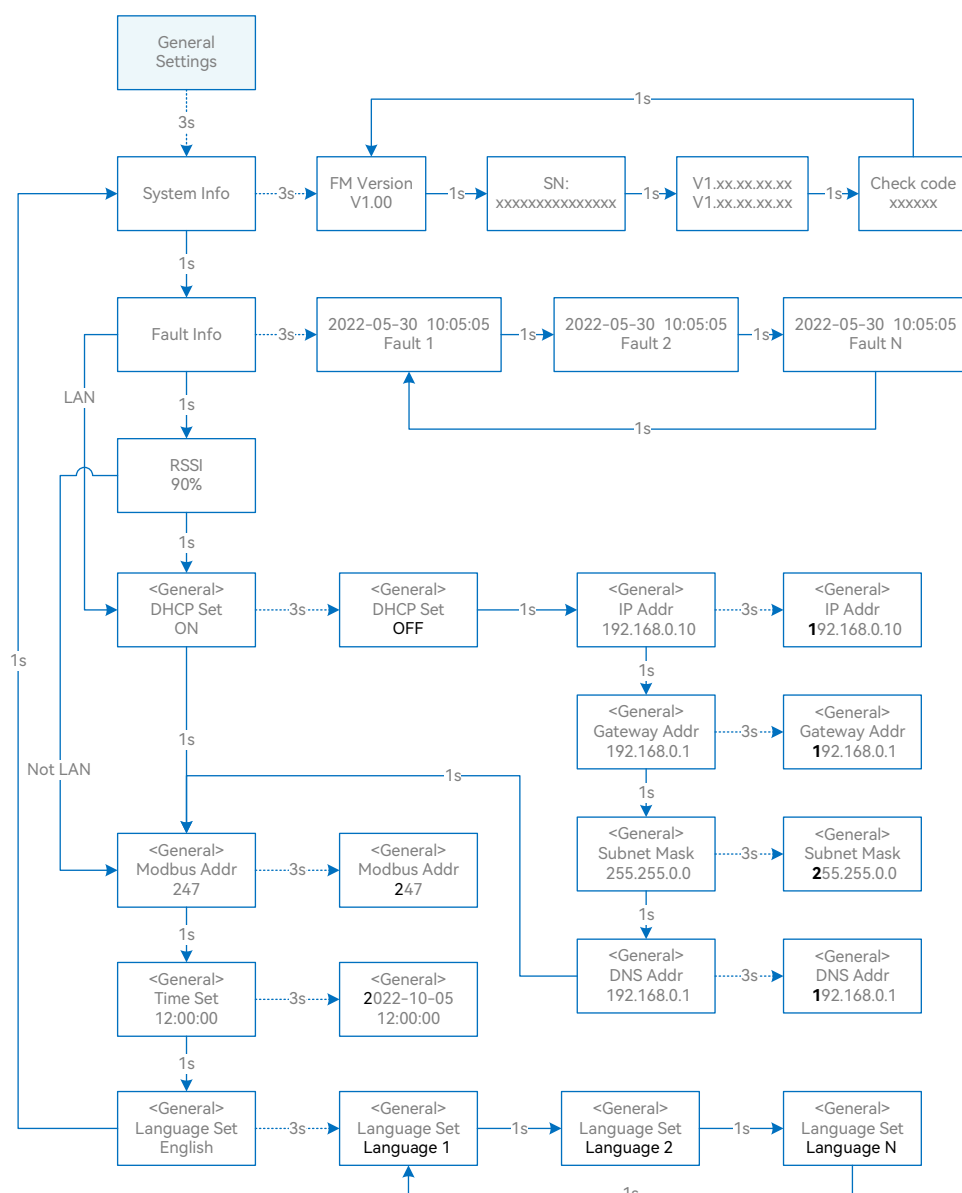 General
Settings
3s
1s
System Info
3s
FM Version
V1.00
1s
SN:
xxxxxxxxxxxxxxx
1s
V1.xx.xx.xx.xx
V1.xx.xx.xx.xx
1s
Check code
xxxxxx
1s
Fault Info
3s
2022-05-30 10:05:05
Fault 1
1s
2022-05-30 10:05:05
Fault 2
1s
2022-05-30 10:05:05
Fault N
LAN
1s
1s
RSSI
90%
1s
<General>
DHCP Set
ON
3s
<General>
DHCP Set
OFF
1s
<General>
IP Addr
192.168.0.10
3s
<General>
IP Addr
192.168.0.10
1s
1s
<General>
Gateway Addr
192.168.0.1
3s
<General>
Gateway Addr
192.168.0.1
1s
Not LAN
1s
1s
<General>
Modbus Addr
247
3s
<General>
Modbus Addr
247
<General>
Subnet Mask
255.255.0.0
3s
<General>
Subnet Mask
255.255.0.0
1s
1s
<General>
Time Set
12:00:00
3s
<General>
2022-10-05
12:00:00
<General>
DNS Addr
192.168.0.1
3s
<General>
DNS Addr
192.168.0.1
1s
<General>
Language Set
English
3s
<General>
Language Set
Language 1
1s
<General>
Language Set
Language 2
1s
<General>
Language Set
Language N
1s